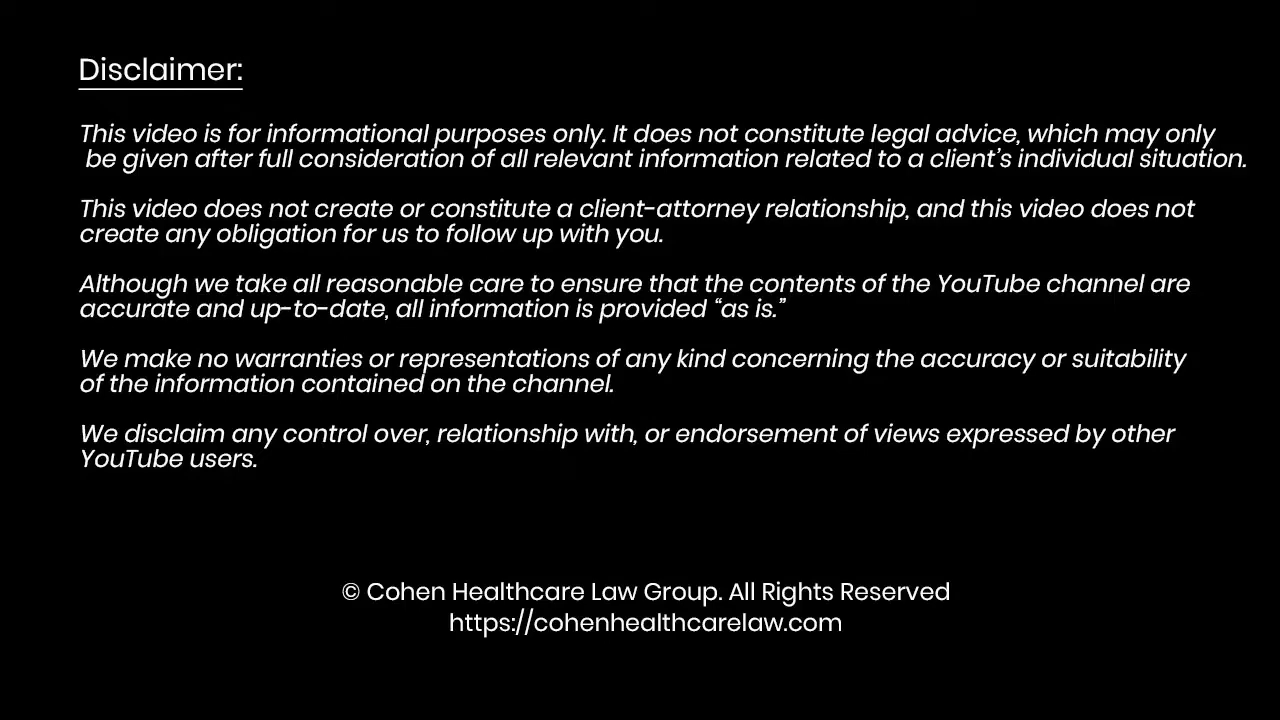 Disclaimer:
This video is for informational purposes only. It does not constitute legal advice, which may only
be given after full consideration of all relevant information related to a client’s individual situation.
This video does not create or constitute a client-attorney relationship, and this video does not
create any obligation for us to follow up with you.
Although we take all reasonable care to ensure that the contents of the YouTube channel are
accurate and up-to-date, all information is provided “as is.”
We make no warranties or representations of any kind concerning the accuracy or suitability
of the information contained on the channel.
We disclaim any control over, relationship with, or endorsement of views expressed by other
YouTube users.
© Cohen Healthcare Law Group. All Rights Reserved
https://cohenhealthcarelaw.com